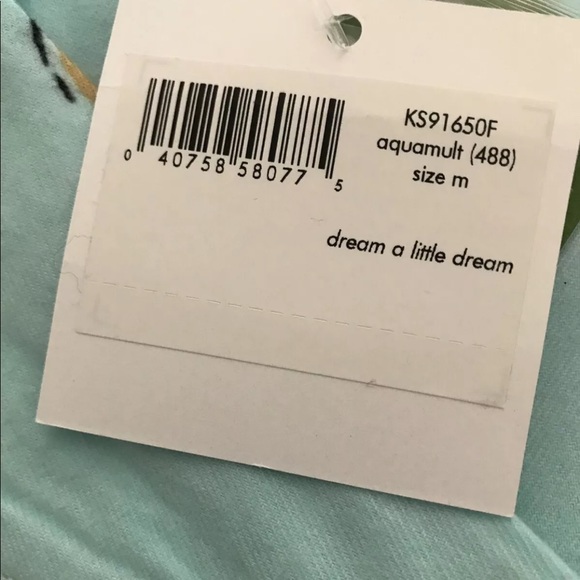 0 40758 58077 5
KS91650F
aquamult (488)
size m
dream a little dream